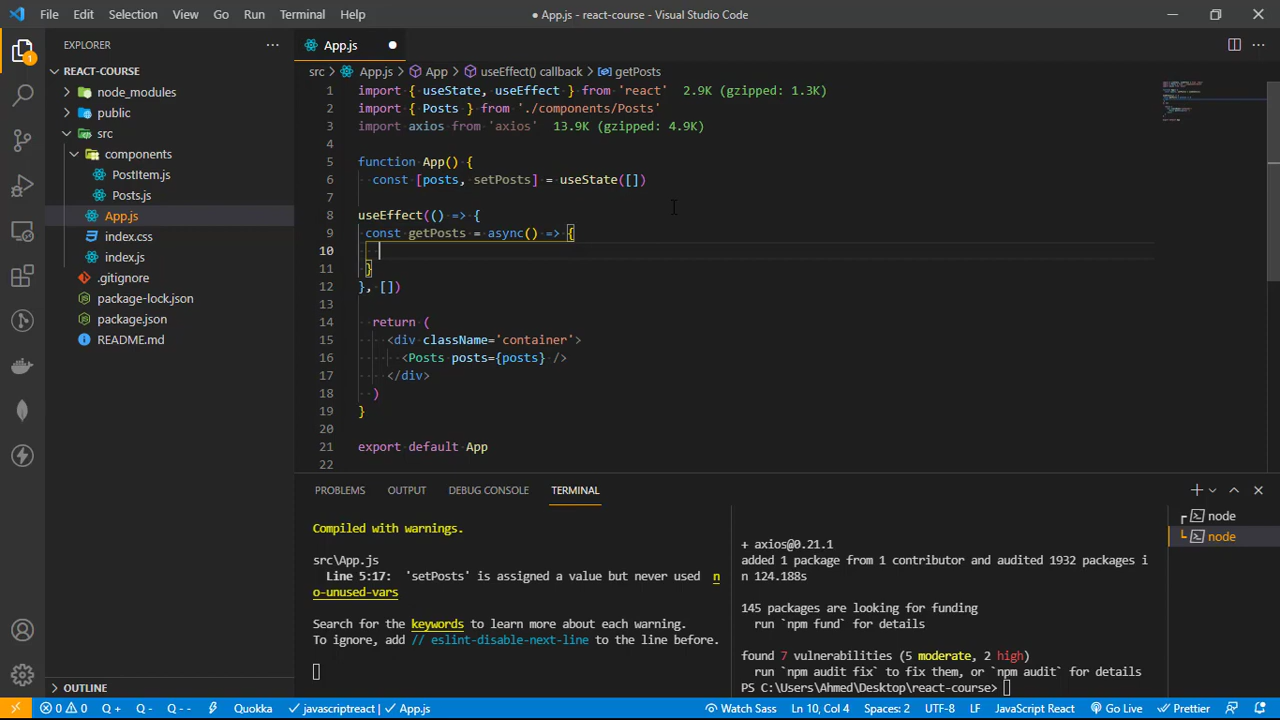 File Edit Selection View Go Run Terminal Help
● App.js - react-course - Visual Studio Code
EXPLORER
1
REACT-COURSE
node_modules
public
src
components
PostItem.js
Posts.js
App.js
index.css
index.js
.gitignore
package-lock.json
package.json
README.md
OUTLINE
App.js
src > App.js > App > useEffect() callback > getPosts
1 import { useState, useEffect } from 'react' 2.9K (gzipped: 1.3K)
2 import { Posts } from './components/Posts'
3 import axios from 'axios' 13.9K (gzipped: 4.9K)
4
5 function App() {
6 const [posts, setPosts] = useState([])
7
8 useEffect(() => {
9 const getPosts = async() => {
10
11 }
12 }, [])
13
14 return (
15 <div className='container'>
16 <Posts posts={posts} />
17 </div>
18 )
19 }
20
21 export default App
22
PROBLEMS OUTPUT DEBUG CONSOLE TERMINAL
Compiled with warnings.
src\App.js
Line 5:17: 'setPosts' is assigned a value but never used n
o-unused-vars
Search for the keywords to learn more about each warning.
To ignore, add // eslint-disable-next-line to the line before.
+ axios@0.21.1
added 1 package from 1 contributor and audited 1932 packages i
n 124.188s
145 packages are looking for funding
run `npm fund` for details
found 7 vulnerabilities (5 moderate, 2 high)
run `npm audit fix` to fix them, or `npm audit` for details
PS C:\Users\Ahmed\Desktop\react-course>
node
node
0 0 Q + Q - Q - - Quokka javascriptreact App.js Watch Sass Ln 10, Col 4 Spaces: 2 UTF-8 LF JavaScript React Go Live Prettier